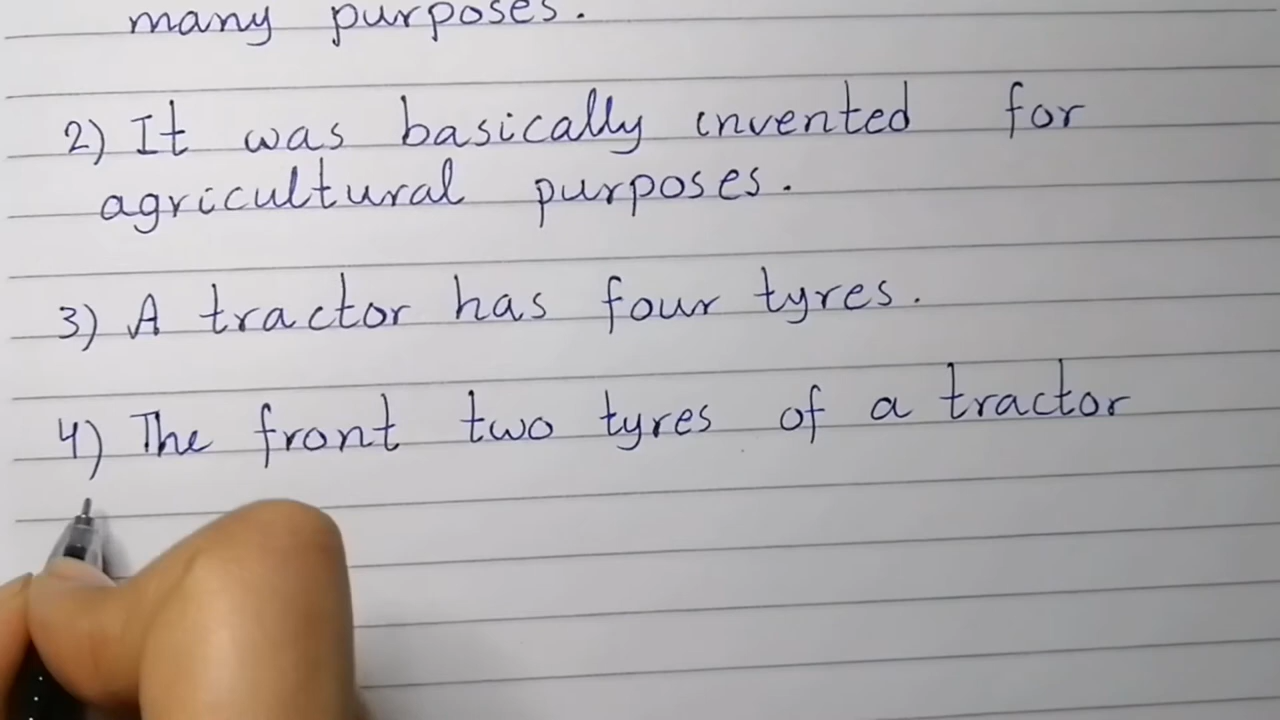 many purposes.
2) It was basically invented for
agricultural purposes.
3) A tractor has four tyres.
4) The front two tyres of a tractor